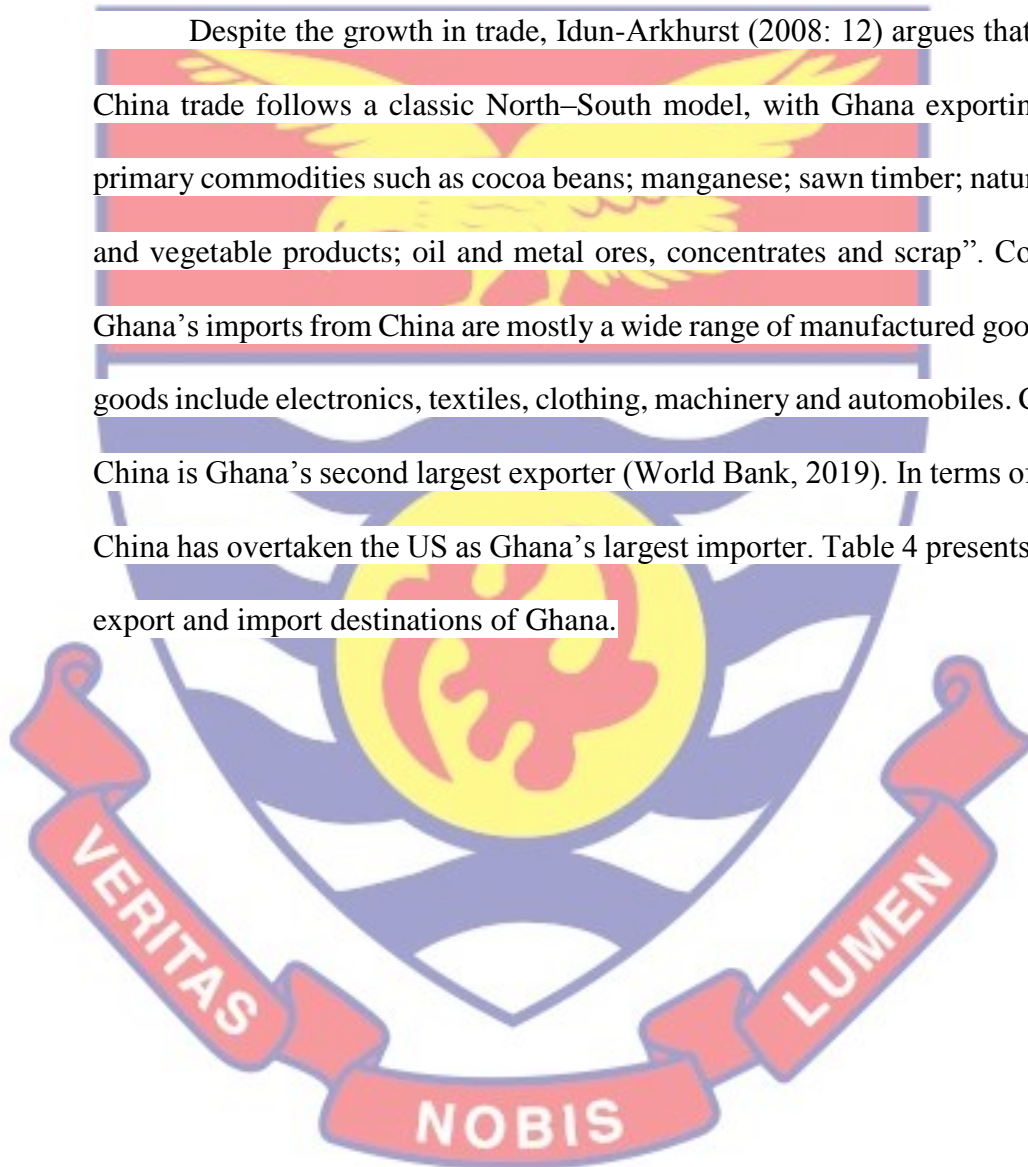 Despite the growth in trade, Idun-Arkhurst (2008: 12) argues that
China trade follows a classic North–South model, with Ghana
primary commodities such as cocoa beans; manganese; sawn timber;
and vegetable products; oil and metal ores, concentrates and scrap”.
Ghana’s imports from China are mostly a wide range of manufactured
goods include electronics, textiles, clothing, machinery and automobiles.
China is Ghana’s second largest exporter (World Bank, 2019). In terms
China has overtaken the US as Ghana’s largest importer. Table 4 presents
export and import destinations of Ghana.
VERITAS
NOBIS
LUMEN